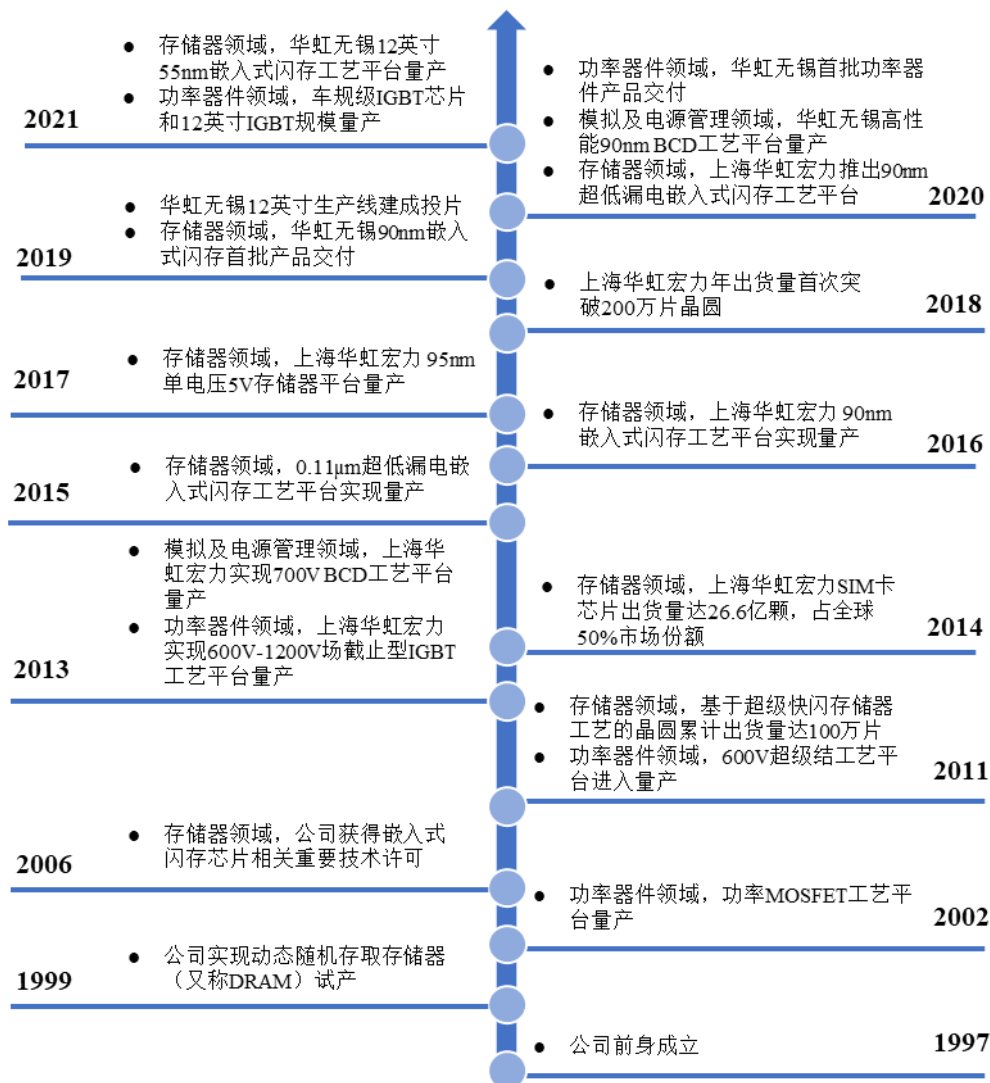 2021
● 存储器领域，华虹无锡12英寸
55nm嵌入式闪存工艺平台量产
● 功率器件领域，车规级IGBT芯片
和12英寸IGBT规模量产
● 功率器件领域，华虹无锡首批功率器
件产品交付
● 模拟及电源管理领域，华虹无锡高性
能90nm BCD工艺平台量产
● 存储器领域，上海华虹宏力推出90nm
超低漏电嵌入式闪存工艺平台
2020
2019
● 华虹无锡12英寸生产线建成投片
● 存储器领域，华虹无锡90nm嵌入
式闪存首批产品交付
● 上海华虹宏力年出货量首次突
破200万片晶圆
2018
2017
● 存储器领域，上海华虹宏力 95nm
单电压5V存储器平台量产
● 存储器领域，上海华虹宏力 90nm
嵌入式闪存工艺平台实现量产
2016
2015
● 存储器领域，0.11μm超低漏电嵌
入式闪存工艺平台实现量产
2013
● 模拟及电源管理领域，上海华
虹宏力实现700V BCD工艺平台
量产
● 功率器件领域，上海华虹宏力
实现600V-1200V场截止型IGBT
工艺平台量产
● 存储器领域，上海华虹宏力SIM卡
芯片出货量达26.6亿颗，占全球
50%市场份额
2014
● 存储器领域，基于超级快闪存储器
工艺的晶圆累计出货量达100万片
● 功率器件领域，600V超级结工艺平
台进入量产
2011
2006
● 存储器领域，公司获得嵌入式
闪存芯片相关重要技术许可
● 功率器件领域，功率MOSFET工艺平
台量产
2002
1999
● 公司实现动态随机存取存储器
（又称DRAM）试产
● 公司前身成立
1997